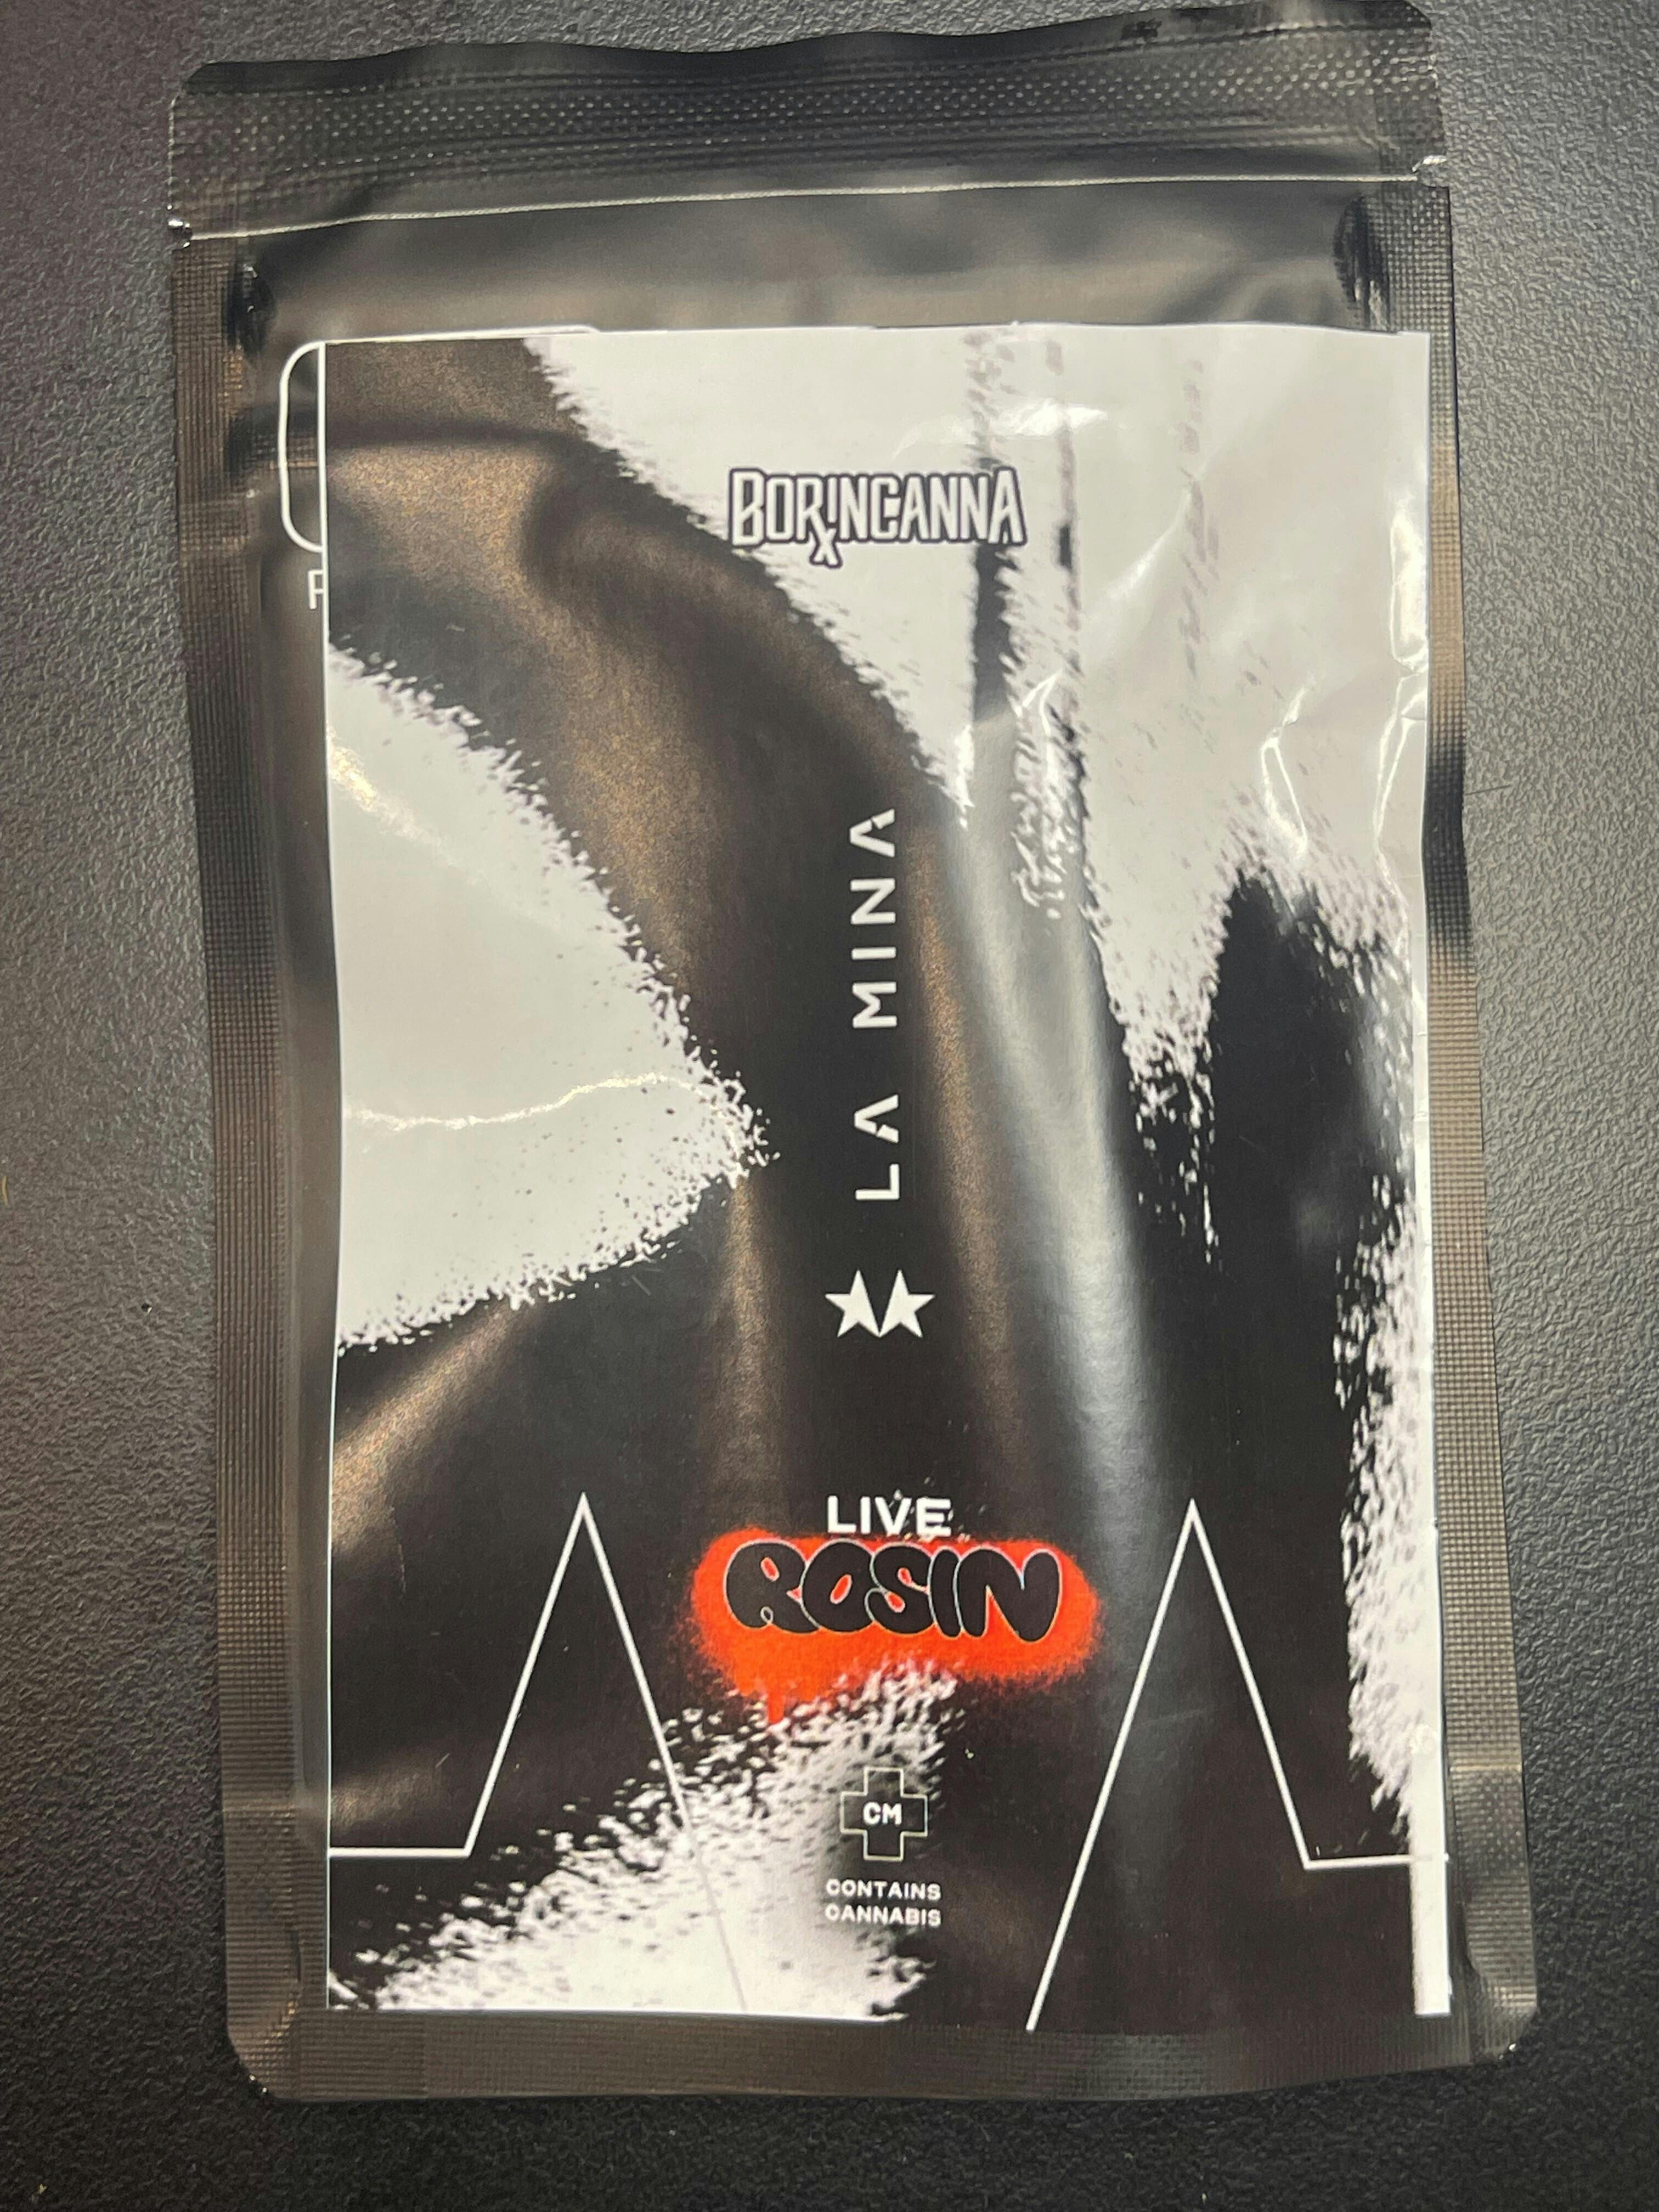 BORINCANNA
LA MINA
LIVE
ROSIN
CM
CONTAINS
CANNABIS